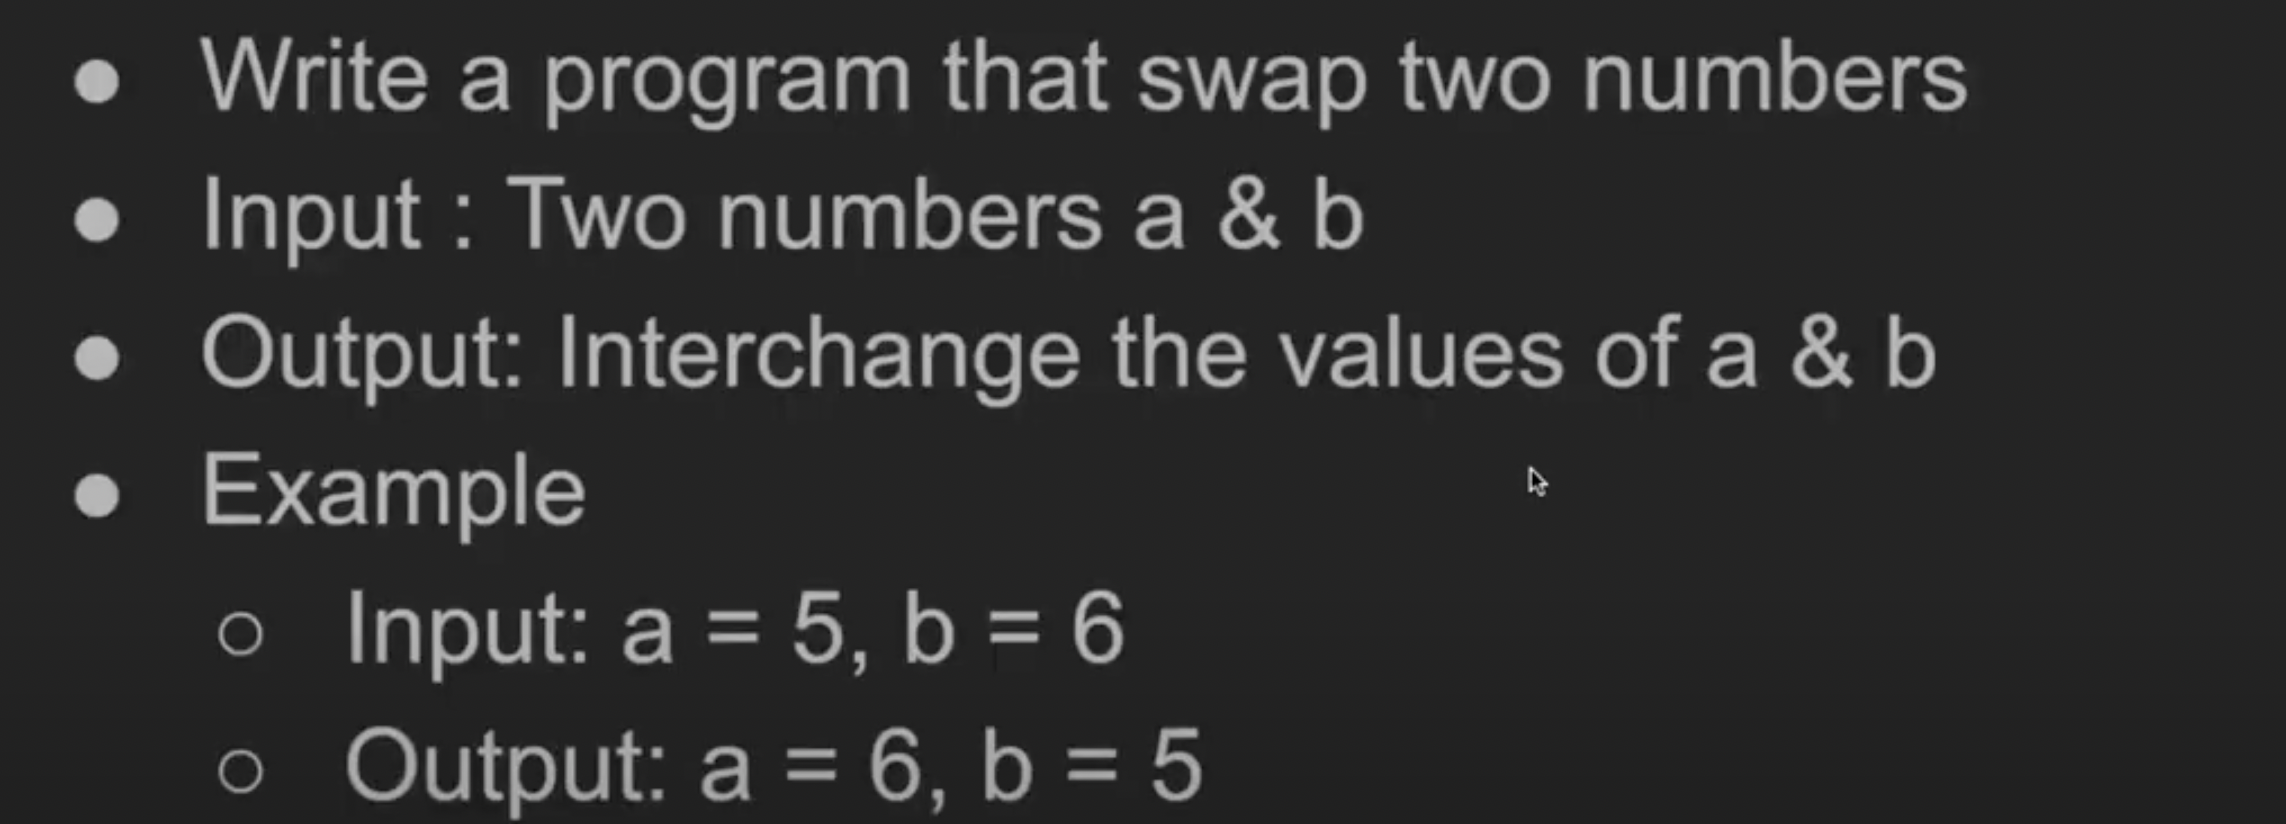 ● Write a program that swap two numbers
● Input : Two numbers a & b
● Output: Interchange the values of a & b
● Example
○ Input: a = 5, b = 6
○ Output: a = 6, b = 5